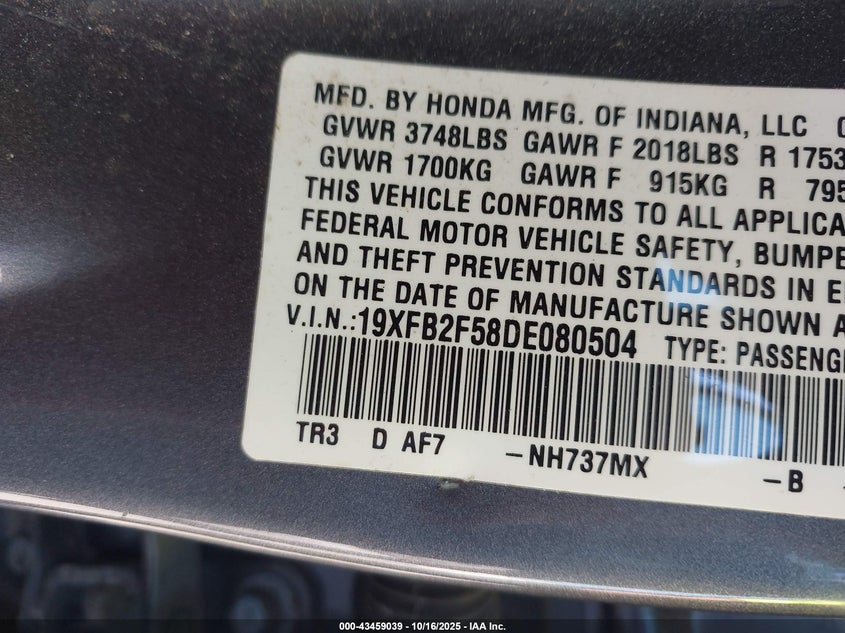 MFD. BY HONDA MFG. OF INDIANA, LLC
GVWR 3748LBS GAWR F 2018LBS R 1753
GVWR 1700KG GAWR F 915KG R 795
THIS VEHICLE CONFORMS TO ALL APPLICA
FEDERAL MOTOR VEHICLE SAFETY, BUMPE
AND THEFT PREVENTION STANDARDS IN E
ON THE DATE OF MANUFACTURE SHOWN A
V.I.N.:19XFB2F58DE080504 TYPE: PASSENG
TR3 D AF7 -NH737MX -B
000-43459039 - 10/16/2025 - IAA Inc.